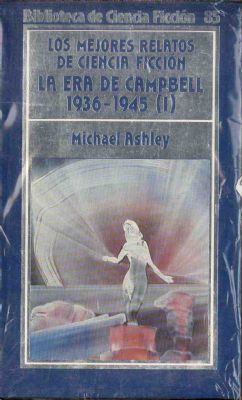 Biblioteca de Ciencia Ficción 85
LOS MEJORES RELATOS
DE CIENCIA FICCIÓN
LA ERA DE CAMPBELL
1936-1945 (I)
Michael Ashley